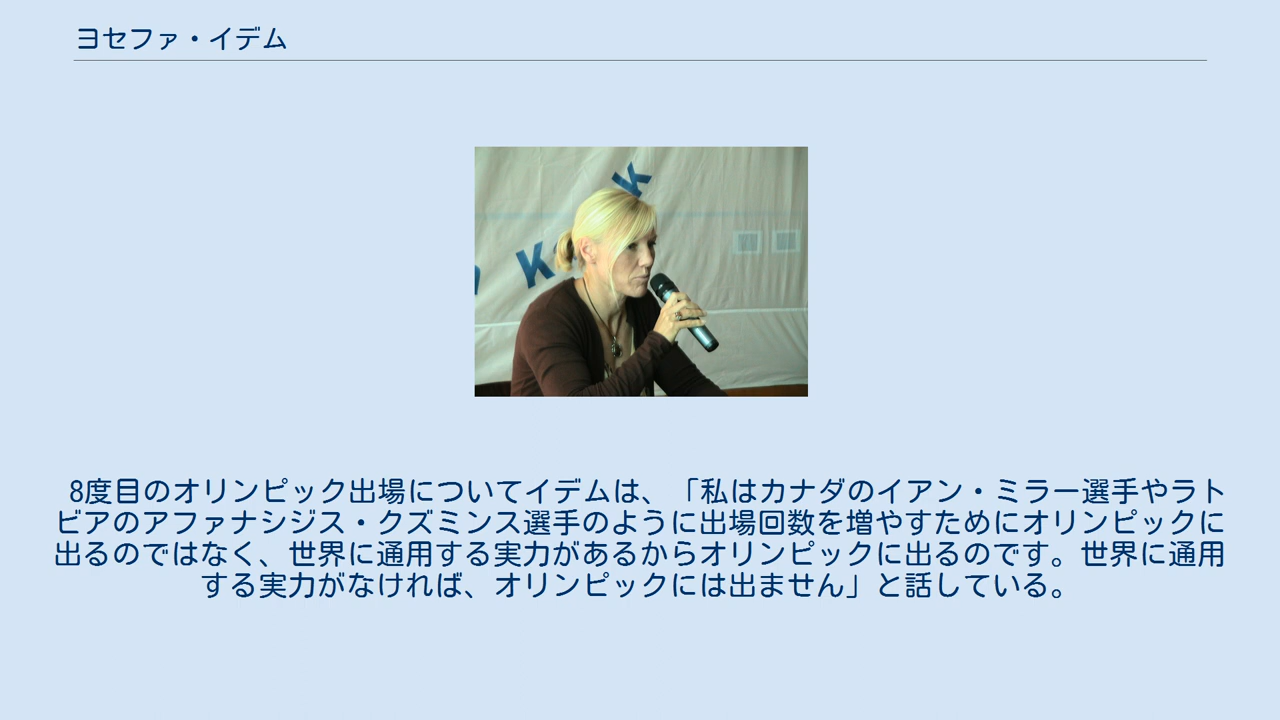 ヨセファ・イデム
K
K
8度目のオリンピック出場についてイデムは、「私はカナダのイアン・ミラー選手やラト
ビアのアファナシジス・クズミンス選手のように出場回数を増やすためにオリンピックに
出るのではなく、世界に通用する実力があるからオリンピックに出るのです。世界に通用
する実力がなければ、オリンピックには出ません」と話している。